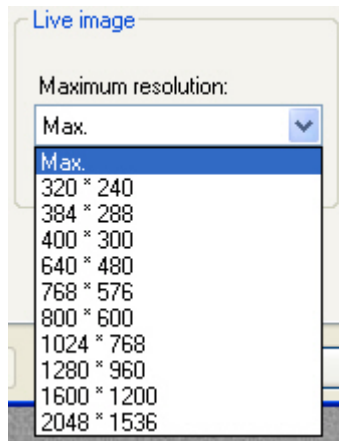 Live image
Maximum resolution:
Max.
Max.
320 * 240
384 * 288
400 * 300
640 * 480
768 * 576
800 * 600
1024 * 768
1280 * 960
1600 * 1200
2048 * 1536